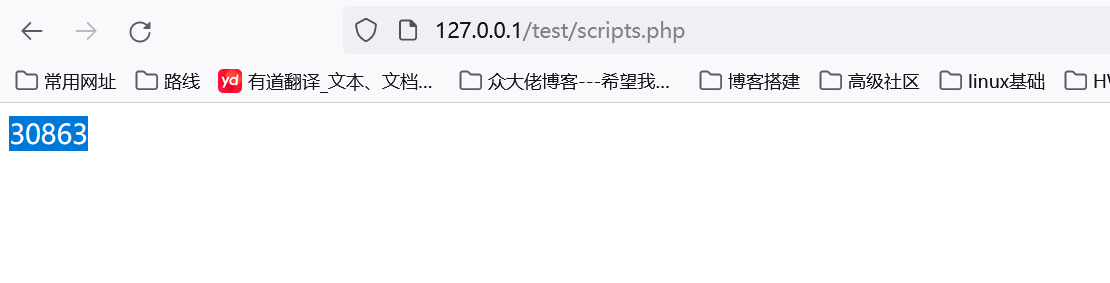 127.0.0.1/test/scripts.php
常用网址 路线 yd 有道翻译_文本、文档... 众大佬博客---希望我... 博客搭建 高级社区 linux基础
30863